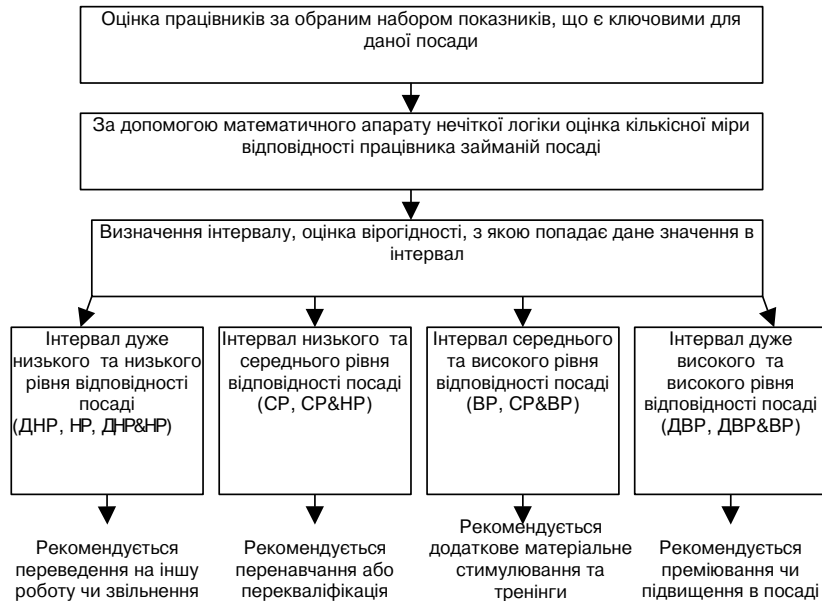 Оцінка працівників за обраним набором показників, що є ключовими для
даної посади
За допомогою математичного апарату нечіткої логіки оцінка кількісної міри
відповідності працівника займаній посаді
Визначення інтервалу, оцінка вірогідності, з якою попадає дане значення в
інтервал
Інтервал дуже
низького та низького
рівня відповідності
посаді
(ДНР, НР, ДНР&НР)
Інтервал низького та
середнього рівня
відповідності посаді
(СР, СР&НР)
Інтервал середнього
та високого рівня
відповідності посаді
(ВР, СР&ВР)
Інтервал дуже
високого та
високого рівня
відповідності посаді
(ДВР, ДВР&ВР)
Рекомендується
переведення на іншу
роботу чи звільнення
Рекомендується
перенавчання або
перекваліфікація
Рекомендується
додаткове матеріальне
стимулювання та
тренінги
Рекомендується
преміювання чи
підвищення в посаді